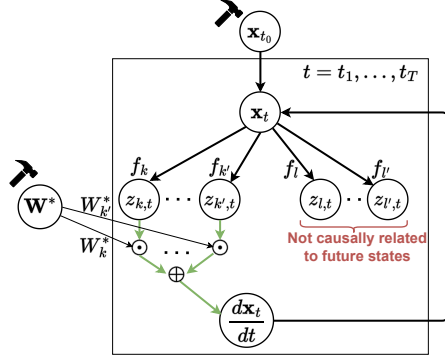 x_{t_0}
t = t_1, . . . , t_T
x_t
f_k f_{k'} f_l f_{l'}
z_{k,t} · · · z_{k',t} z_{l,t} · · z_{l',t}
W* W*_{k'}
W*_k
⊙ · · · ⊙
Not causally related
to future states
⊕
dx_t
dt